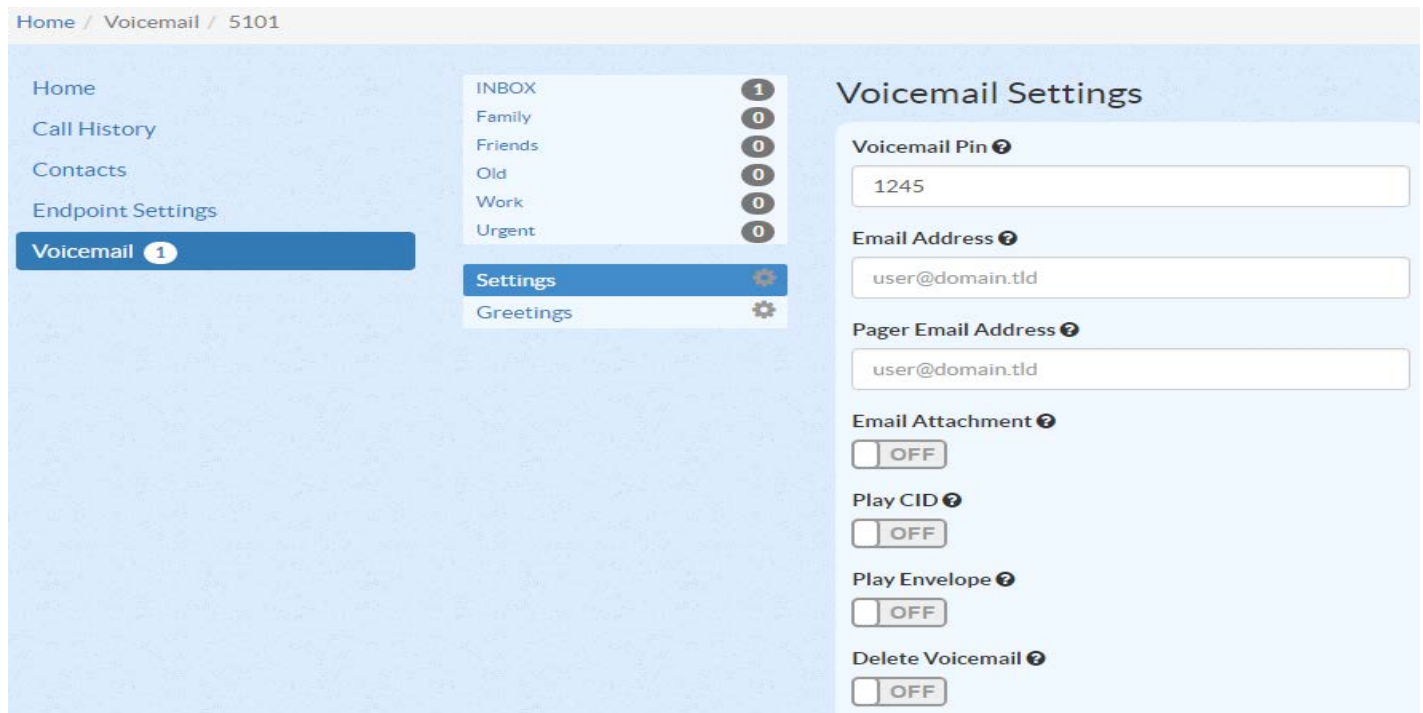 Home / Voicemail / 5101
Home
Call History
Contacts
Endpoint Settings
Voicemail 1
INBOX 1
Family 0
Friends 0
Old 0
Work 0
Urgent 0
Settings
Greetings
Voicemail Settings
Voicemail Pin ?
1245
Email Address ?
user@domain.tld
Pager Email Address ?
user@domain.tld
Email Attachment ?
OFF
Play CID ?
OFF
Play Envelope ?
OFF
Delete Voicemail ?
OFF